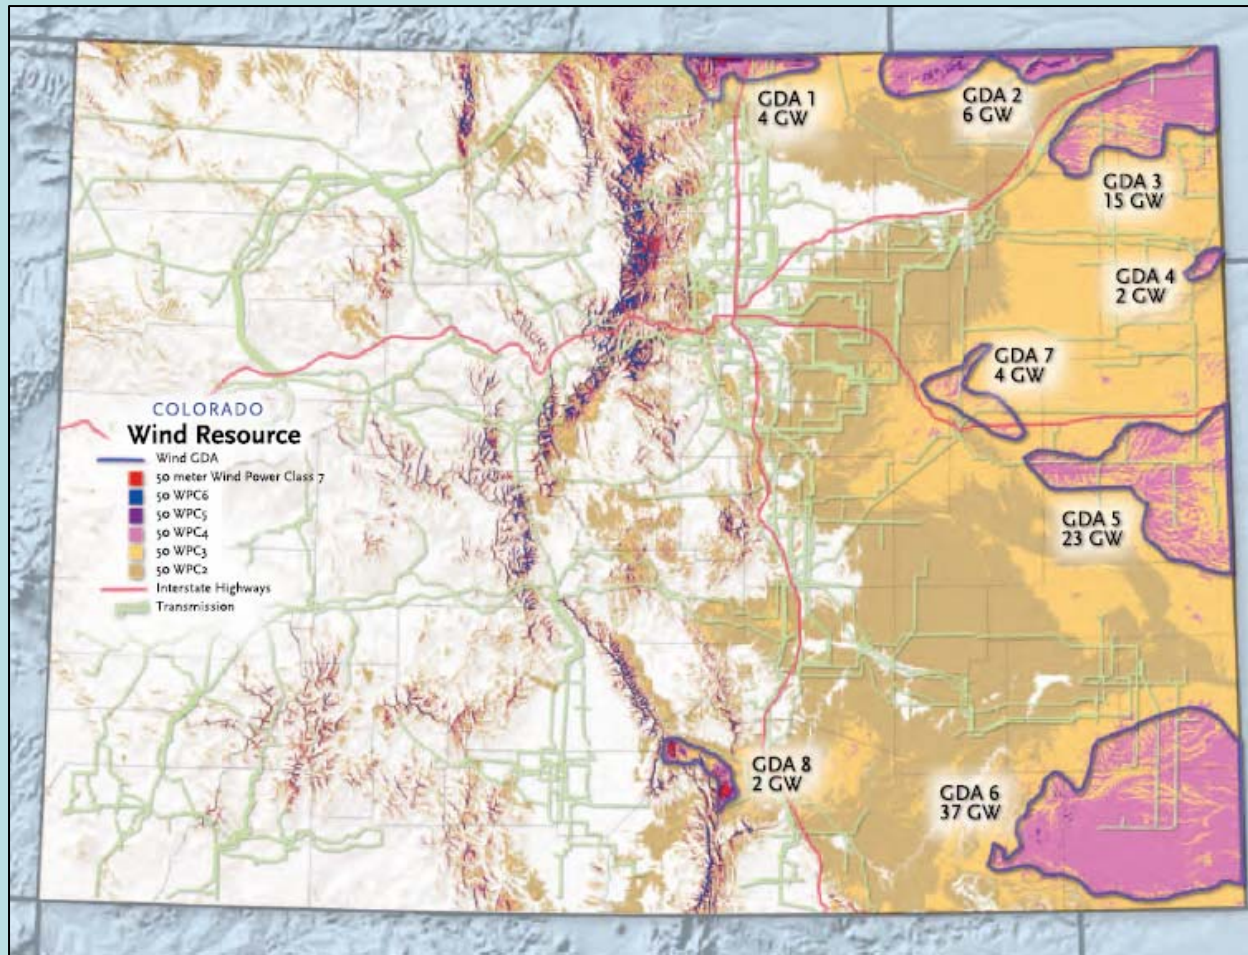 GDA 1
4 GW
GDA 2
6 GW
GDA 3
15 GW
GDA 4
2 GW
GDA 7
4 GW
COLORADO
Wind Resource
Wind GDA
50 meter Wind Power Class 7
50 WPC6
50 WPC5
50 WPC4
50 WPC3
50 WPC2
Interstate Highways
Transmission
GDA 5
23 GW
GDA 8
2 GW
GDA 6
37 GW